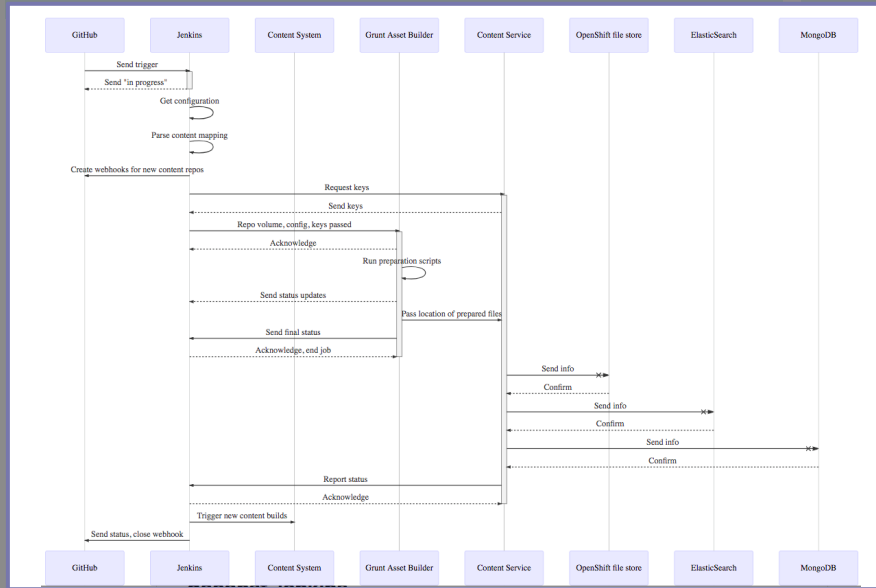 GitHub
Jenkins
Content System
Grunt Asset Builder
Content Service
OpenShift file store
ElasticSearch
MongoDB
Send trigger
Send "in progress"
Get configuration
Parse content mapping
Create webhooks for new content repos
Request keys
Send keys
Repo volume, config, keys passed
Acknowledge
Run preparation scripts
Send status updates
Pass location of prepared files
Send final status
Acknowledge, end job
Send info
Confirm
Send info
Confirm
Send info
Confirm
Report status
Acknowledge
Trigger new content builds
Send status, close webhook
GitHub
Jenkins
Content System
Grunt Asset Builder
Content Service
OpenShift file store
ElasticSearch
MongoDB